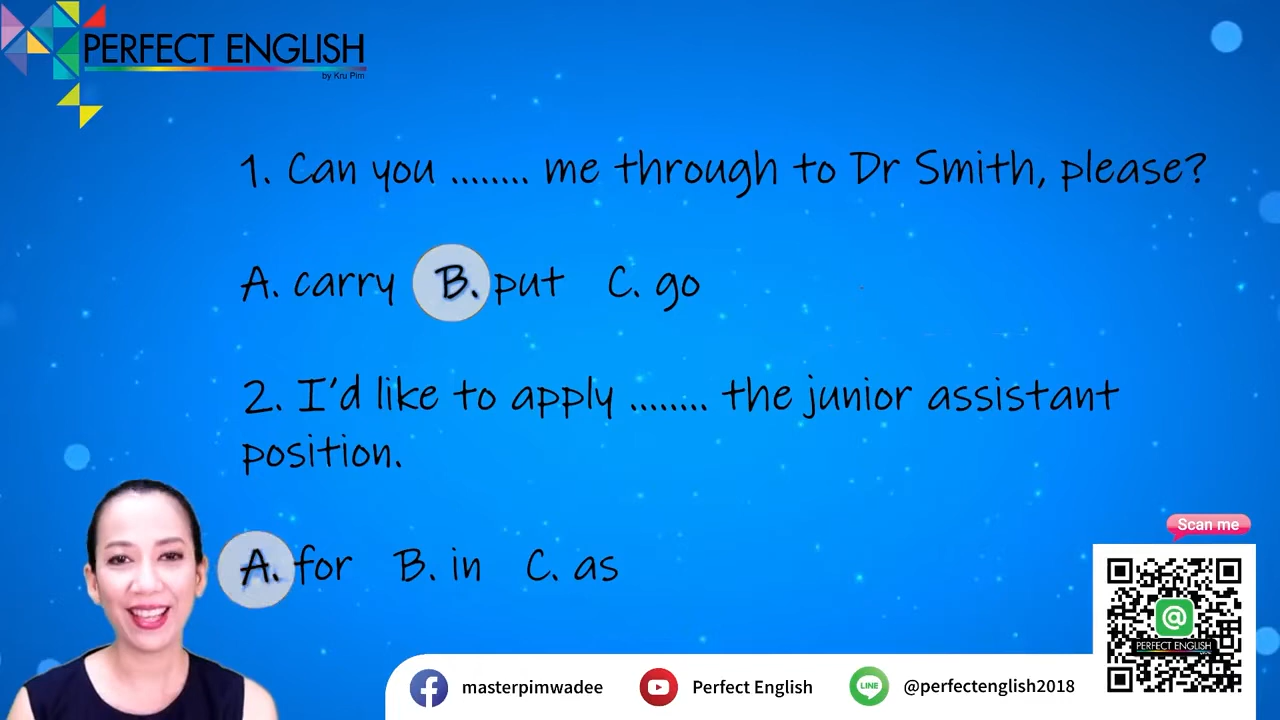 PERFECT ENGLISH
by Kru Pim
1. Can you ........ me through to Dr Smith, please?
A. carry B. put C. go
2. I'd like to apply ........ the junior assistant
position.
A. for B. in C. as
Scan me
@
PERFECT ENGLISH
masterpimwadee
Perfect English
LINE
@perfectenglish2018